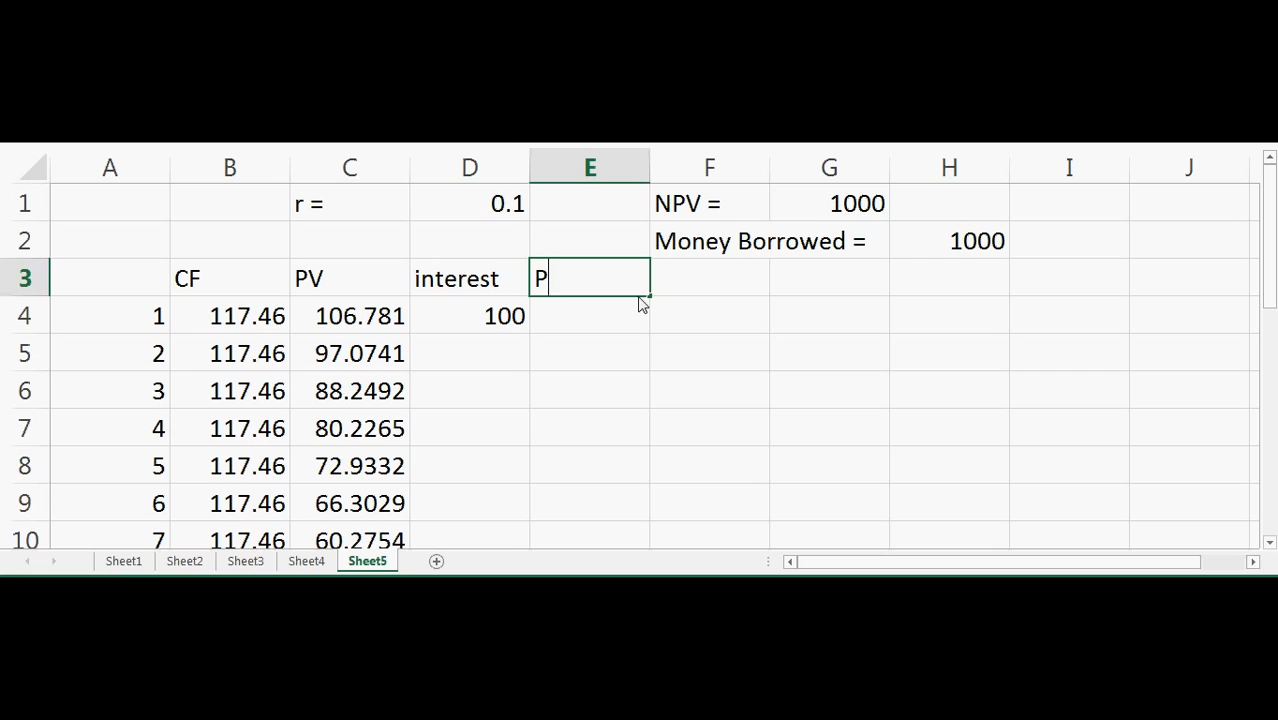 A B C D E F G H I J
1 r = 0.1 NPV = 1000
2 Money Borrowed = 1000
3 CF PV interest P
4 1 117.46 106.781 100
5 2 117.46 97.0741
6 3 117.46 88.2492
7 4 117.46 80.2265
8 5 117.46 72.9332
9 6 117.46 66.3029
10 7 117.46 60.2754
Sheet1 Sheet2 Sheet3 Sheet4 Sheet5